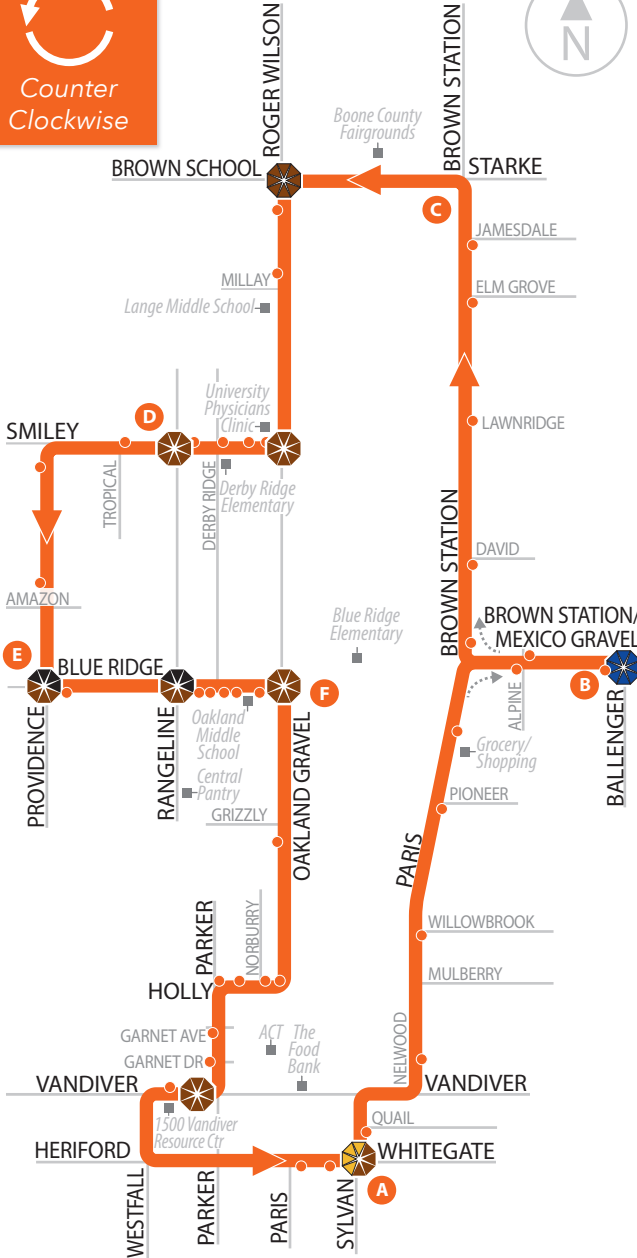 Counter
Clockwise
N
ROGER WILSON
BROWN STATION
Boone County
Fairgrounds
BROWN SCHOOL
STARKE
C
JAMESDALE
MILLAY
ELM GROVE
Lange Middle School
University
Physicians
Clinic
D
SMILEY
LAWNRIDGE
TROPICAL
DERBY RIDGE
Derby Ridge
Elementary
BROWN STATION
DAVID
AMAZON
Blue Ridge
Elementary
BROWN STATION/
MEXICO GRAVEL
E
BLUE RIDGE
F
B
PROVIDENCE
RANGELINE
Oakland
Middle
School
OAKLAND GRAVEL
ALPINE
BALLENGER
Grocery/
Shopping
Central
Pantry
GRIZZLY
PIONEER
PARIS
PARKER
NORBURRY
WILLOWBROOK
MULBERRY
HOLLY
GARNET AVE
ACT
The
Food
Bank
GARNET DR
NELWOOD
VANDIVER
VANDIVER
1500 Vandiver
Resource Ctr
QUAIL
HERIFORD
WHITEGATE
A
WESTFALL
PARKER
PARIS
SYLVAN